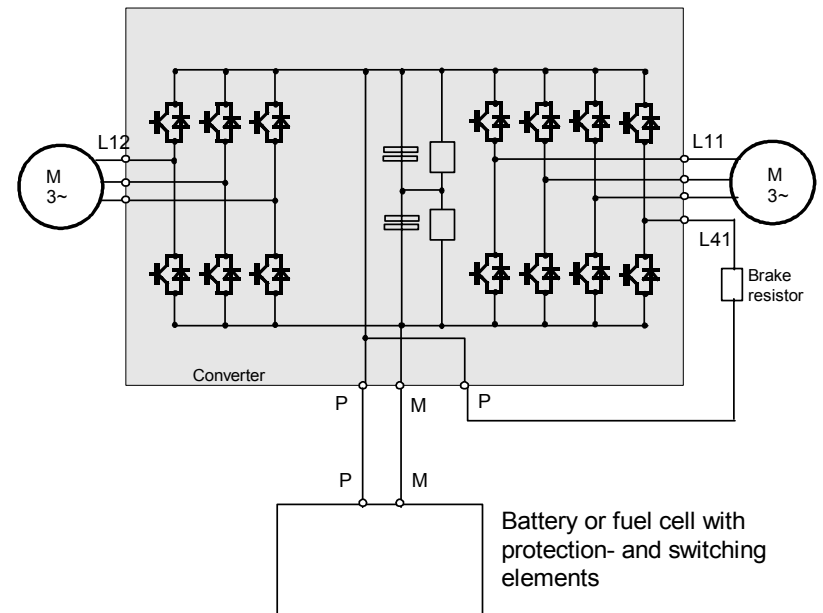 L12
L11
M
3~
M
3~
L41
Brake
resistor
Converter
P
M
P
P
M
Battery or fuel cell with
protection- and switching
elements